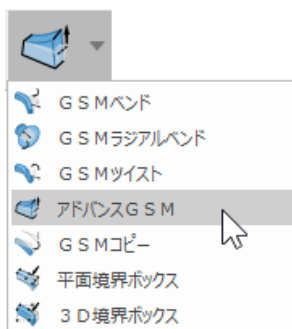 ＧＳＭベンド
ＧＳＭラジアルベンド
ＧＳＭツイスト
アドバンスＧＳＭ
ＧＳＭコピー
平面境界ボックス
３Ｄ境界ボックス